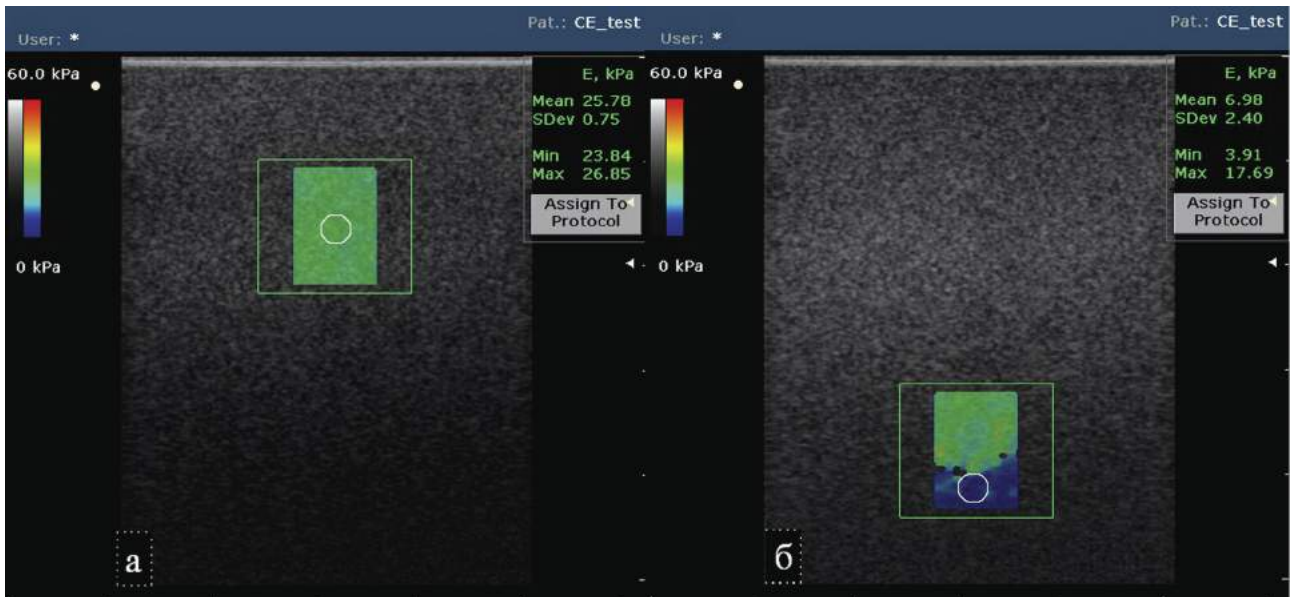 Pat.: CE_test
User: *
60.0 kPa
E, kPa
Mean 25.78
SDev 0.75
Min 23.84
Max 26.85
Assign To
Protocol
0 kPa
а
Pat.: CE_test
User: *
60.0 kPa
E, kPa
Mean 6.98
SDev 2.40
Min 3.91
Max 17.69
Assign To
Protocol
0 kPa
б